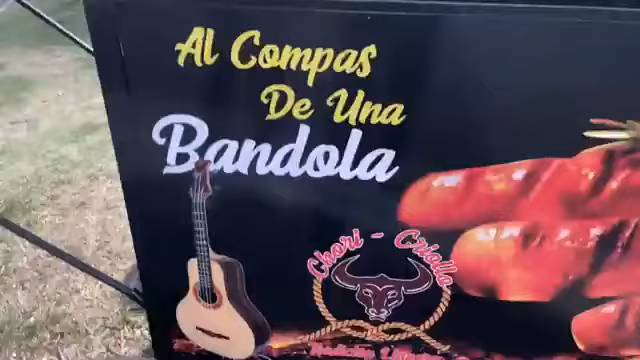 Al Compas
De Una
Bandola
Chori - Criollo